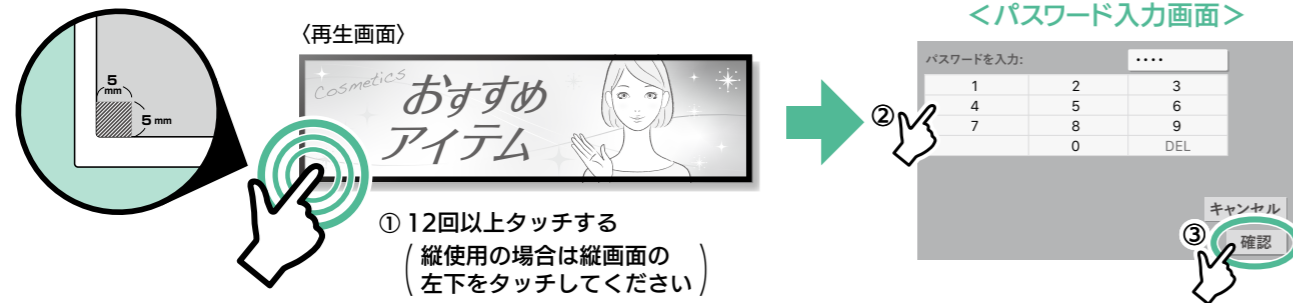 5
mm
5 mm
〈再生画面〉
Cosmetics
おすすめ
アイテム
① 12回以上タッチする
(縦使用の場合は縦画面の
左下をタッチしてください)
＜パスワード入力画面＞
パスワードを入力: ••••
1 2 3
4 5 6
7 8 9
0 DEL
②
キャンセル
③
確認